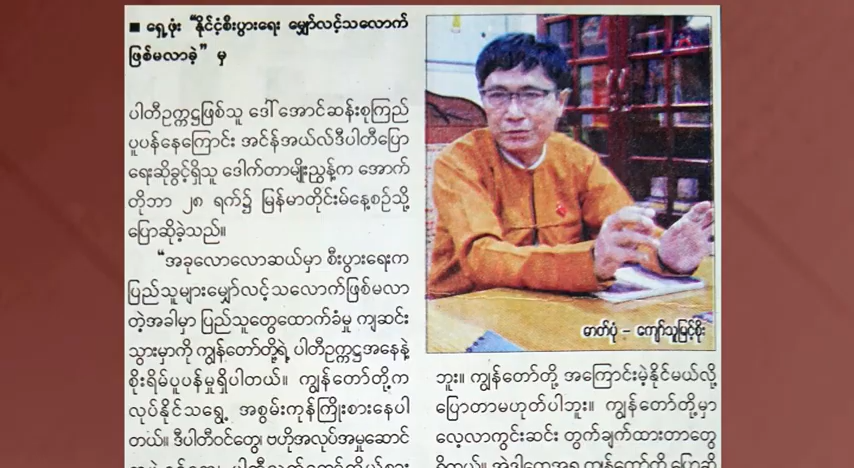 ■ ရှေ့ဖုံး “နိုင်ငံ့စီးပွားရေး မျှော်လင့်သလောက်
ဖြစ်မလာခဲ့” မှ
ပါတီဥက္ကဋ္ဌဖြစ်သူ ဒေါ်အောင်ဆန်းစုကြည်
ပူပန်နေကြောင်း အင်န်အယ်လ်ဒီပါတီပြော
ရေးဆိုခွင့်ရှိသူ ဒေါက်တာမျိုးညွန့်က အောက်
တိုဘာ ၂၈ ရက်၌ မြန်မာတိုင်းမ်နေ့စဉ်သို့
ပြောဆိုခဲ့သည်။
“အခုလောလောဆယ်မှာ စီးပွားရေးက
ပြည်သူများမျှော်လင့်သလောက်ဖြစ်မလာ
တဲ့အခါမှာ ပြည်သူတွေထောက်ခံမှု ကျဆင်း
သွားမှာကို ကျွန်တော်တို့ရဲ့ ပါတီဥက္ကဋ္ဌအနေနဲ့
စိုးရိမ်ပူပန်မှုရှိပါတယ်။ ကျွန်တော်တို့က
လုပ်နိုင်သရွေ့ အစွမ်းကုန်ကြိုးစားနေပါ
တယ်။ ဒီပါတီဝင်တွေ၊ ဗဟိုအလုပ်အမှုဆောင်
ဓာတ်ပုံ – ကျော်သူမြင့်စိုး
ဘူး။ ကျွန်တော်တို့ အကြောင်းမဲ့နိုင်မယ်လို့
ပြောတာမဟုတ်ပါဘူး။ ကျွန်တော်တို့မှာ
လေ့လာကွင်းဆင်း တွက်ချက်ထားတာတွေ